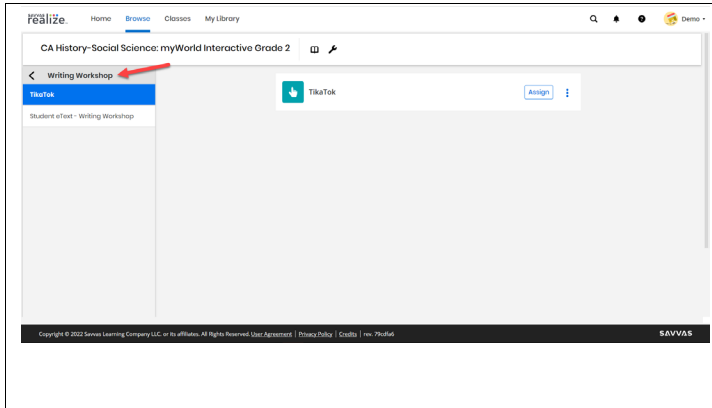 savvas
realize.
Home Browse Classes My Library
Demo
CA History-Social Science: myWorld Interactive Grade 2
Writing Workshop
TikaTok
TikaTok
Assign
Student eText - Writing Workshop
Copyright © 2022 Savvas Learning Company LLC. or its affiliates. All Rights Reserved. User Agreement | Privacy Policy | Credits | rev. 79cdfa6
SAVVAS